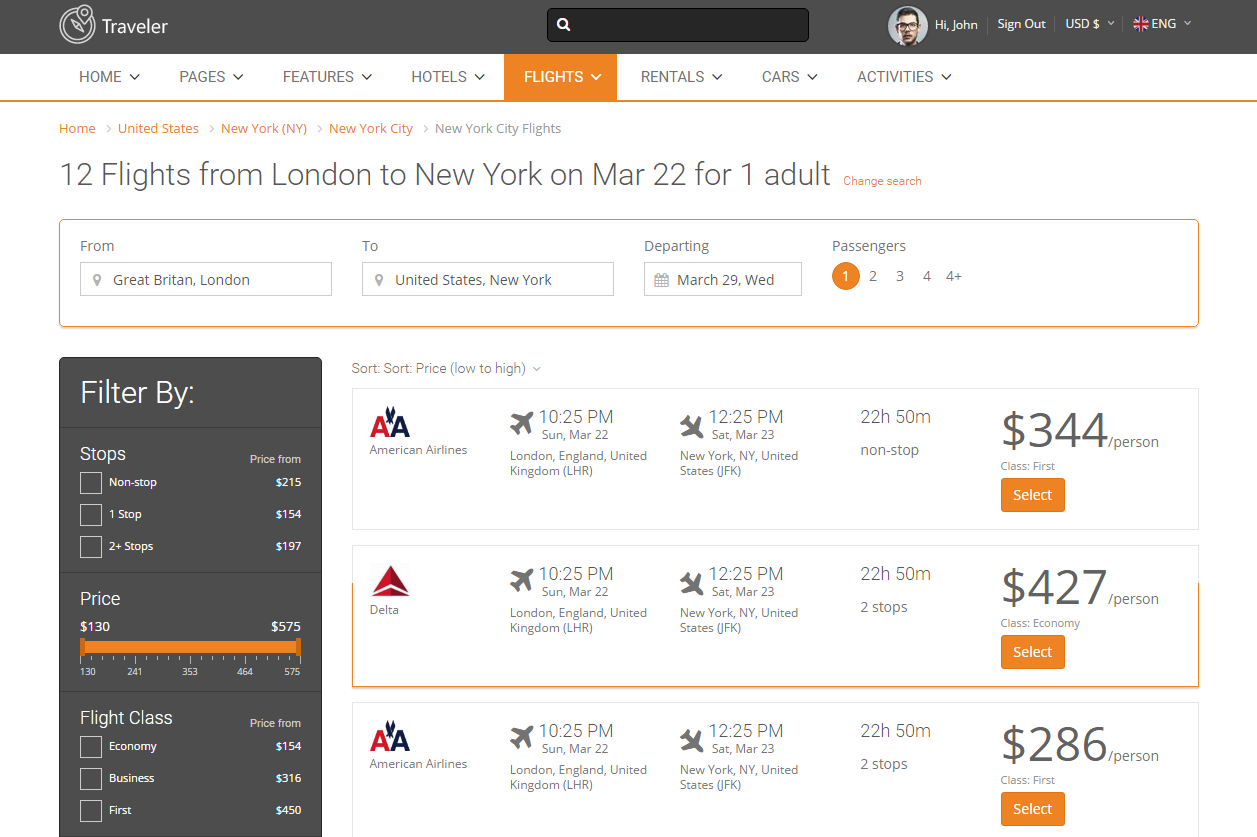 Traveler
Hi, John
Sign Out
USD $
ENG
HOME
PAGES
FEATURES
HOTELS
FLIGHTS
RENTALS
CARS
ACTIVITIES
Home > United States > New York (NY) > New York City > New York City Flights
12 Flights from London to New York on Mar 22 for 1 adult Change search
From
Great Britan, London
To
United States, New York
Departing
March 29, Wed
Passengers
1 2 3 4 4+
Filter By:
Stops Price from
Non-stop $215
1 Stop $154
2+ Stops $197
Price
$130 $575
130 241 353 464 575
Flight Class Price from
Economy $154
Business $316
First $450
Sort: Sort: Price (low to high)
AA
American Airlines
10:25 PM
Sun, Mar 22
London, England, United
Kingdom (LHR)
12:25 PM
Sat, Mar 23
New York, NY, United
States (JFK)
22h 50m
non-stop
$344/person
Class: First
Select
Delta
10:25 PM
Sun, Mar 22
London, England, United
Kingdom (LHR)
12:25 PM
Sat, Mar 23
New York, NY, United
States (JFK)
22h 50m
2 stops
$427/person
Class: Economy
Select
AA
American Airlines
10:25 PM
Sun, Mar 22
London, England, United
Kingdom (LHR)
12:25 PM
Sat, Mar 23
New York, NY, United
States (JFK)
22h 50m
2 stops
$286/person
Class: First
Select